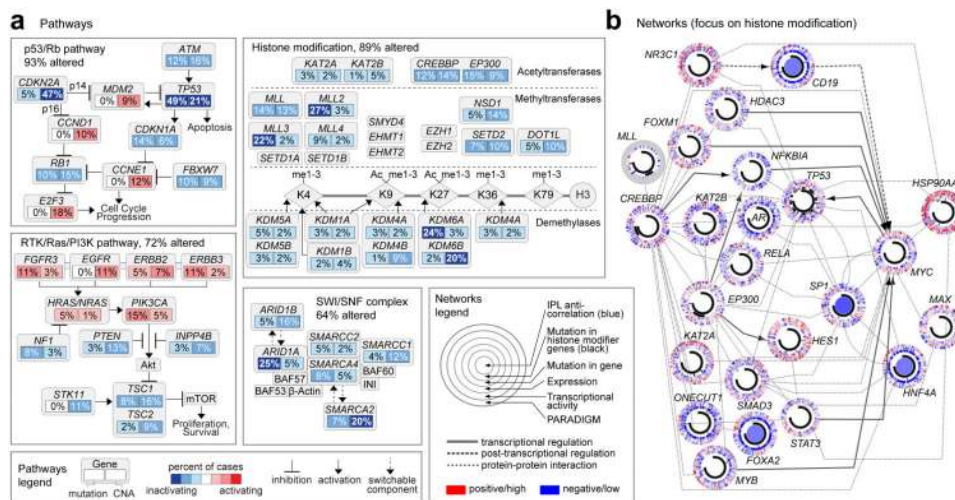 a Pathways
p53/Rb pathway
93% altered
ATM
12% 16%
CDKN2A
5% 47%
p14
MDM2
0% 9%
TP53
49% 21%
p16
CCND1
0% 10%
CDKN1A
14% 6%
Apoptosis
RB1
10% 15%
CCNE1
0% 12%
FBXW7
10% 9%
E2F3
0% 18%
Cell Cycle
Progression
RTK/Ras/PI3K pathway, 72% altered
FGFR3 EGFR ERBB2 ERBB3
11% 3% 0% 11% 5% 7% 11% 2%
HRAS/NRAS
5% 1%
PIK3CA
15% 5%
NF1
8% 3%
PTEN
3% 13%
INPP4B
3% 7%
Akt
STK11
0% 11%
TSC1
8% 16%
TSC2
2% 9%
mTOR
Proliferation,
Survival
Histone modification, 89% altered
KAT2A KAT2B CREBBP EP300
3% 2% 1% 5% 12% 14% 15% 9%
Acetyltransferases
Methyltransferases
MLL
14% 13%
MLL2
27% 3%
NSD1
5% 14%
MLL3
22% 2%
MLL4
9% 2%
SMYD4
EHMT1
EHMT2
EZH1
EZH2
SETD2
7% 10%
DOT1L
5% 10%
SETD1A SETD1B
me1-3 Ac, me1-3 Ac, me1-3 me1-3
K4 K9 K27 K36 K79 H3
KDM5A KDM1A KDM4A KDM6A KDM4A
5% 2% 3% 2% 3% 2% 24% 3% 3% 2%
Demethylases
KDM5B KDM1B KDM4B KDM6B
3% 2% 2% 4% 1% 9% 2% 20%
SWI/SNF complex
64% altered
ARID1B
5% 16%
SMARCC2
5% 2%
SMARCC1
4% 12%
ARID1A
25% 5%
SMARCA4
8% 5%
BAF57
BAF53 β-Actin
BAF60
INI
SMARCA2
7% 20%
Networks
legend
IPL anti-
correlation (blue)
Mutation in
histone modifier
genes (black)
Mutation in gene
Expression
Transcriptional
activity
PARADIGM
transcriptional regulation
post-transcriptional regulation
protein-protein interaction
positive/high negative/low
Pathways
legend
Gene
mutation CNA
percent of cases
inactivating activating
inhibition activation switchable
component
b Networks (focus on histone modification)
NR3C1
CD19
HDAC3
FOXM1
MLL
NFKBIA
TP53
HSP90AA
CREBBP
KAT2B
AR
RELA
MYC
SP1
EP300
MAX
KAT2A
HES1
HNF4A
ONECUT1
SMAD3
STAT3
FOXA2
MYB